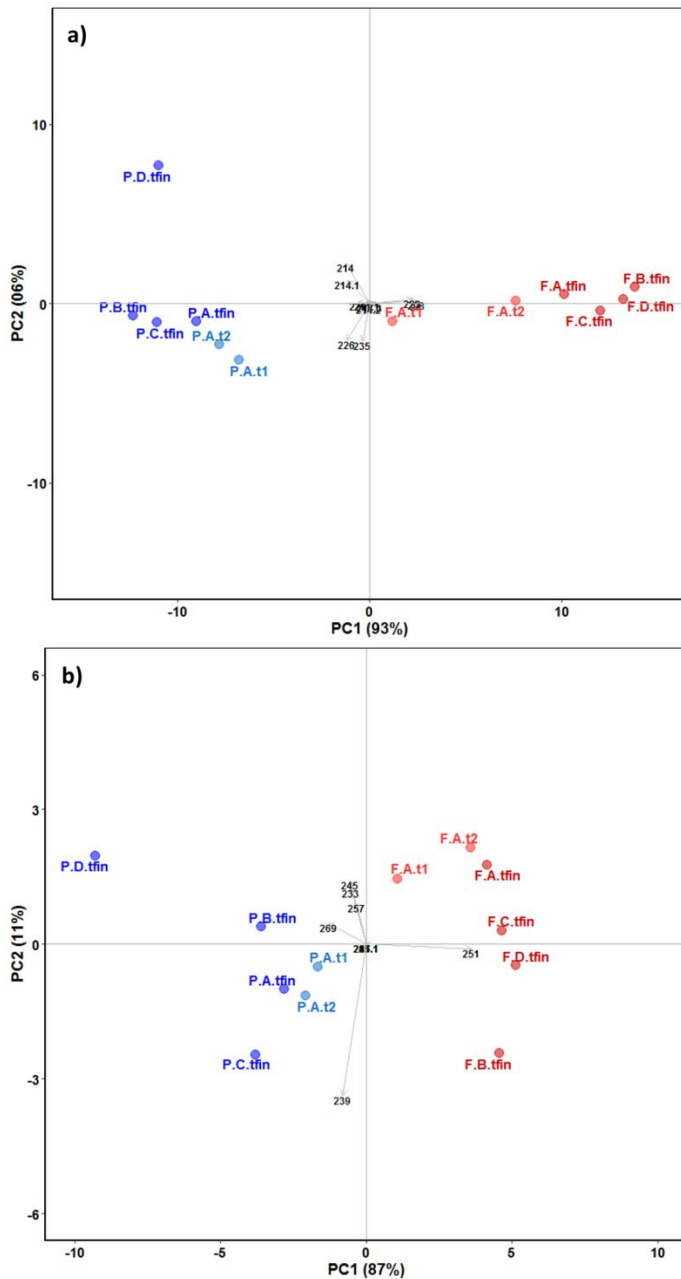 a)
10
P.D.tfin
PC2 (06%)
214
214.1
F.B.tfin
F.A.tfin
P.B.tfin
F.A.t2
F.D.tfin
0
P.A.tfin
F.A.t1
F.C.tfin
P.C.tfin
P.A.t2
226
235
P.A.t1
-10
-10
0
10
PC1 (93%)
b)
6
3
F.A.t2
P.D.tfin
F.A.t1
F.A.tfin
245
233
257
P.B.tfin
F.C.tfin
PC2 (11%)
269
0
251
P.A.t1
F.D.tfin
P.A.tfin
P.A.t2
P.C.tfin
F.B.tfin
-3
239
-6
-10
-5
0
5
10
PC1 (87%)